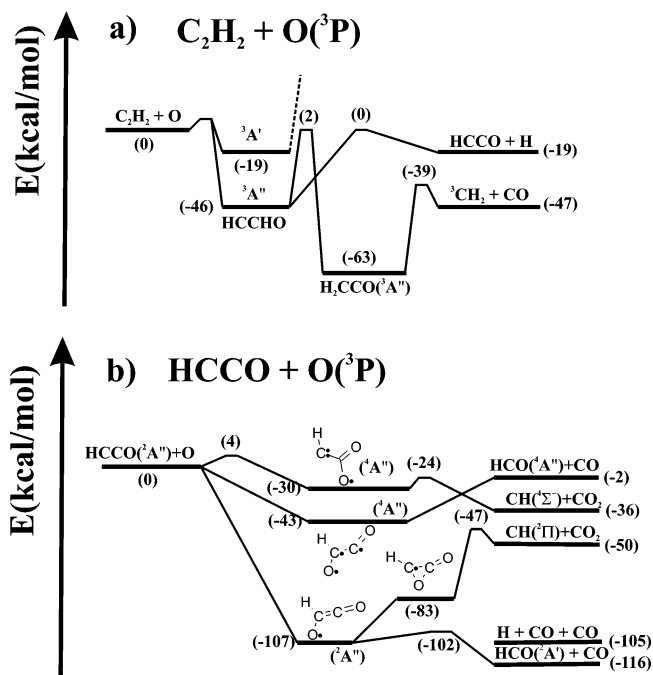 a) C₂H₂ + O(³P)
E(kcal/mol)
C₂H₂ + O
(0)
³A'
(-19)
(2)
(0)
HCCO + H (-19)
³A"
(-46)
HCCHO
(-39)
³CH₂ + CO (-47)
(-63)
H₂CCO(³A")
b) HCCO + O(³P)
E(kcal/mol)
HCCO(²A")+O
(0)
(4)
H
C
C
O
O
(⁴A")
(-30)
(-24)
HCO(⁴A")+CO (-2)
(-43)
(⁴A")
CH(⁴Σ⁻)+CO₂ (-36)
H
C
C
C
O
O
(-47)
CH(²Π)+CO₂ (-50)
H
C
C
O
O
(-83)
H
C
C
C
O
O
(-107)
(²A")
(-102)
H + CO + CO (-105)
HCO(²A') + CO (-116)